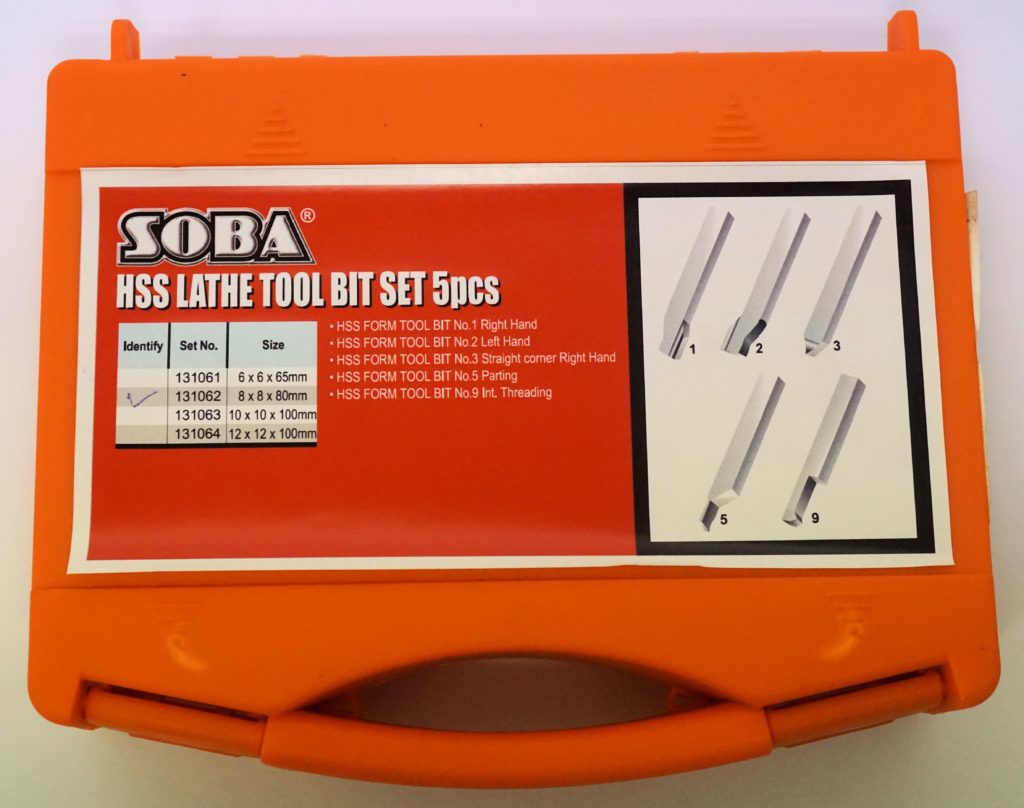 SOBA®
HSS LATHE TOOL BIT SET 5pcs
Identify Set No. Size
131061 6 x 6 x 65mm
131062 8 x 8 x 80mm
131063 10 x 10 x 100mm
131064 12 x 12 x 100mm
• HSS FORM TOOL BIT No.1 Right Hand
• HSS FORM TOOL BIT No.2 Left Hand
• HSS FORM TOOL BIT No.3 Straight corner Right Hand
• HSS FORM TOOL BIT No.5 Parting
• HSS FORM TOOL BIT No.9 Int. Threading
1 2 3
5 9